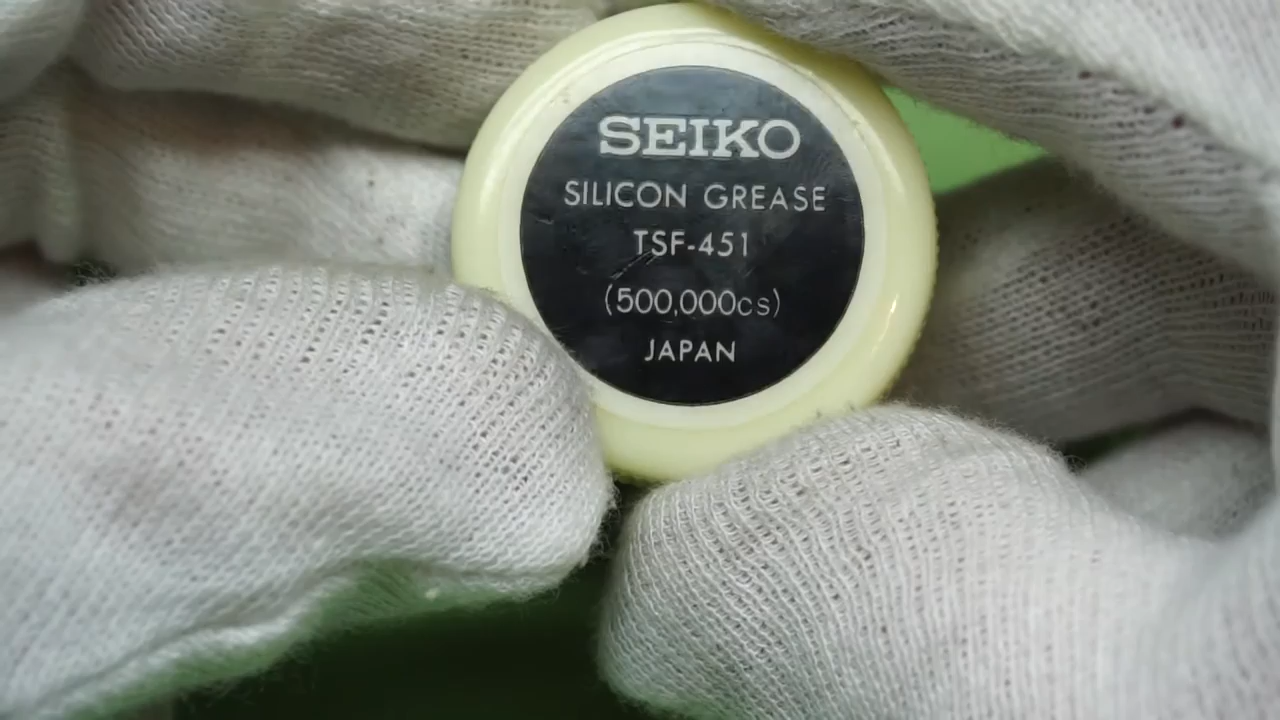 SEIKO
SILICON GREASE
TSF-451
(500,000cs)
JAPAN